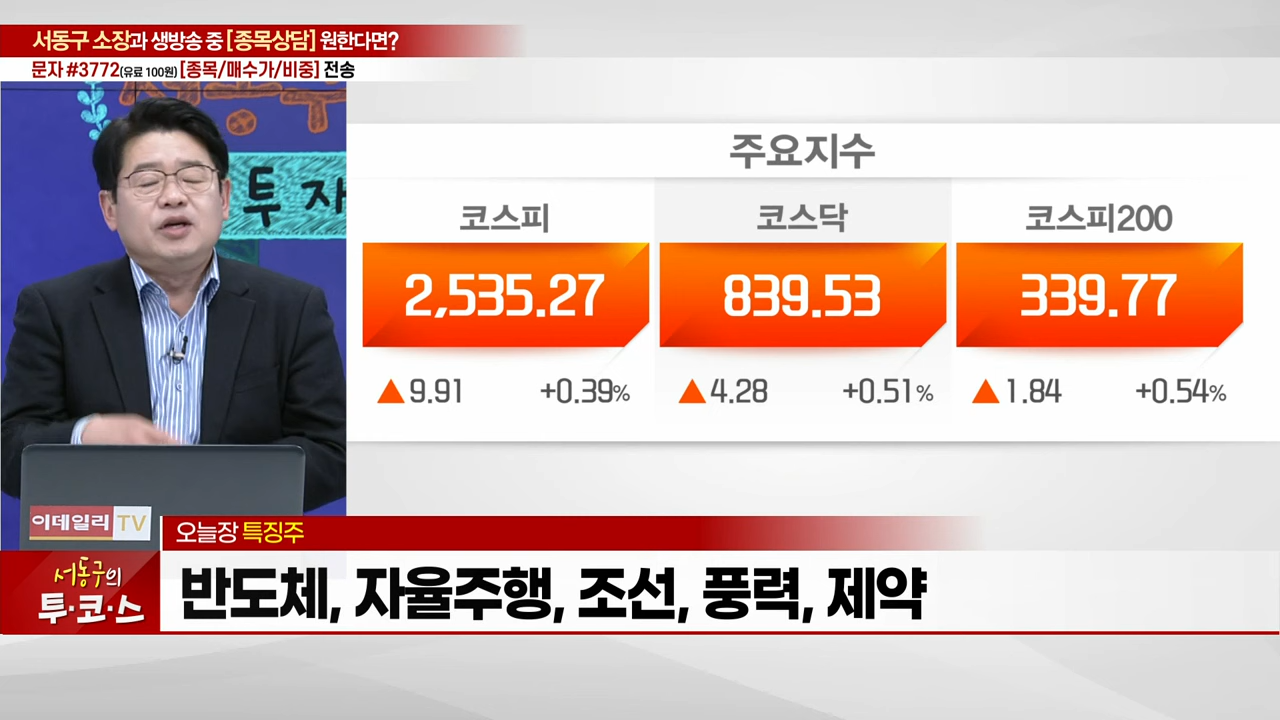 서동구 소장과 생방송 중 [종목상담] 원한다면?
문자 #3772(유료 100원) [종목/매수가/비중] 전송
투자
주요지수
코스피 코스닥 코스피200
2,535.27 839.53 339.77
▲9.91 +0.39% ▲4.28 +0.51% ▲1.84 +0.54%
이데일리TV
오늘장 특징주
서동구의
투·코·스
반도체, 자율주행, 조선, 풍력, 제약